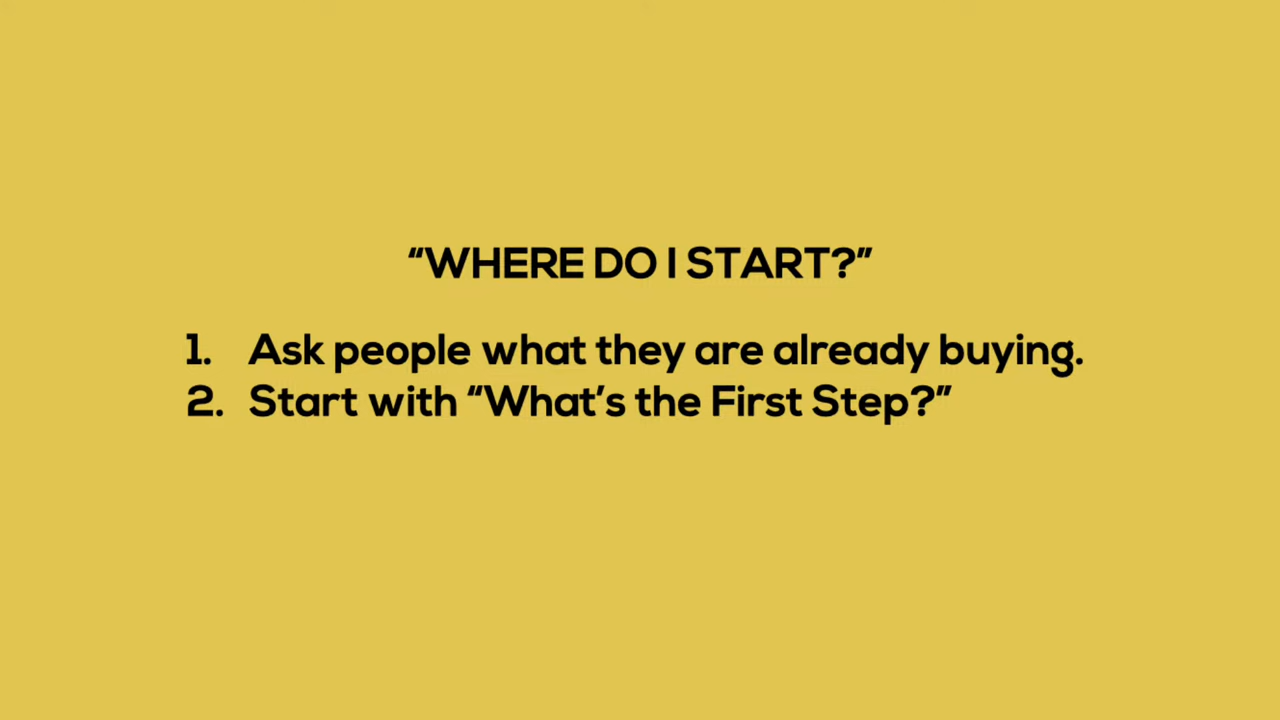 “WHERE DO I START?”
1. Ask people what they are already buying.
2. Start with “What’s the First Step?”